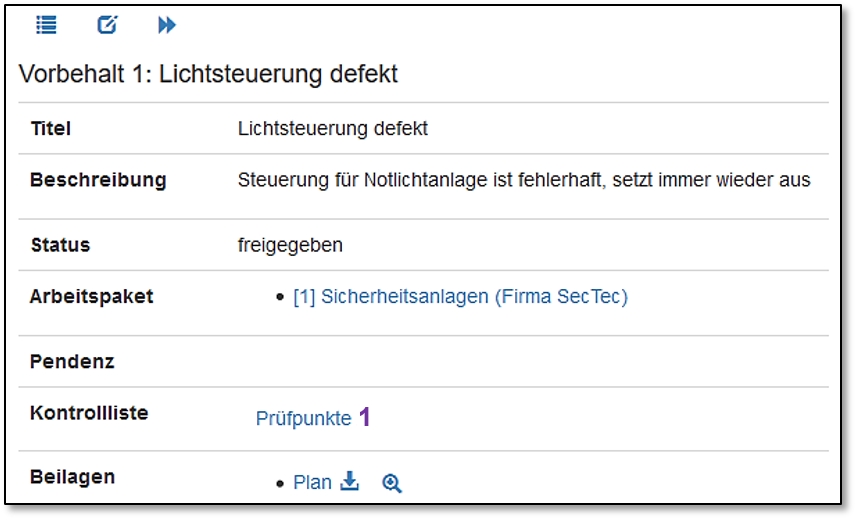 Vorbehalt 1: Lichtsteuerung defekt
Titel Lichtsteuerung defekt
Beschreibung Steuerung für Notlichtanlage ist fehlerhaft, setzt immer wieder aus
Status freigegeben
Arbeitspaket • [1] Sicherheitsanlagen (Firma SecTec)
Pendenz
Kontrollliste Prüfpunkte 1
Beilagen • Plan